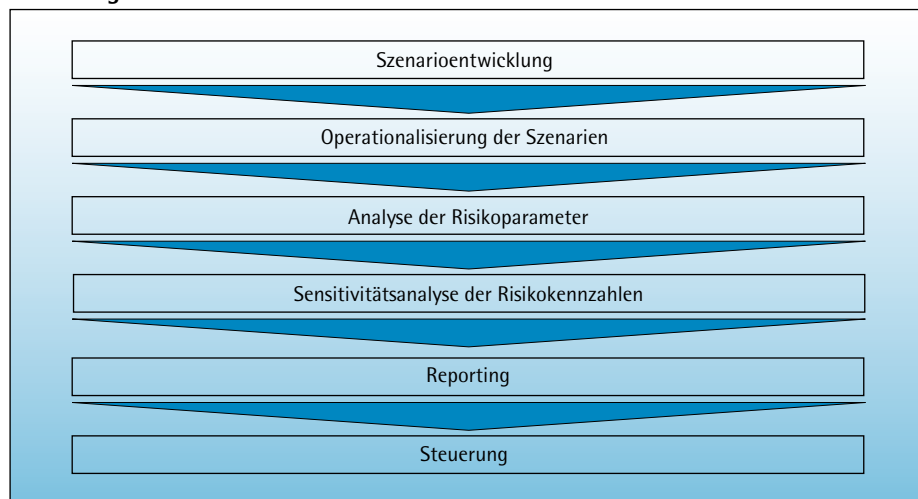 Szenarioentwicklung
Operationalisierung der Szenarien
Analyse der Risikoparameter
Sensitivitätsanalyse der Risikokennzahlen
Reporting
Steuerung